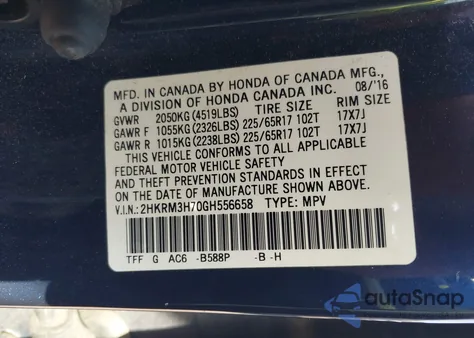 MFD. IN CANADA BY HONDA OF CANADA MFG.,
A DIVISION OF HONDA CANADA INC. 08/'16
GVWR 2050KG (4519LBS) TIRE SIZE RIM SIZE
GAWR F 1055KG (2326LBS) 225/65R17 102T 17X7J
GAWR R 1015KG (2238LBS) 225/65R17 102T 17X7J
THIS VEHICLE CONFORMS TO ALL APPLICABLE
FEDERAL MOTOR VEHICLE SAFETY
AND THEFT PREVENTION STANDARDS IN EFFECT ON
THE DATE OF MANUFACTURE SHOWN ABOVE.
V.I.N.: 2HKRM3H70GH556658 TYPE: MPV
TFF G AC6 -B588P -B -H
autoSnap